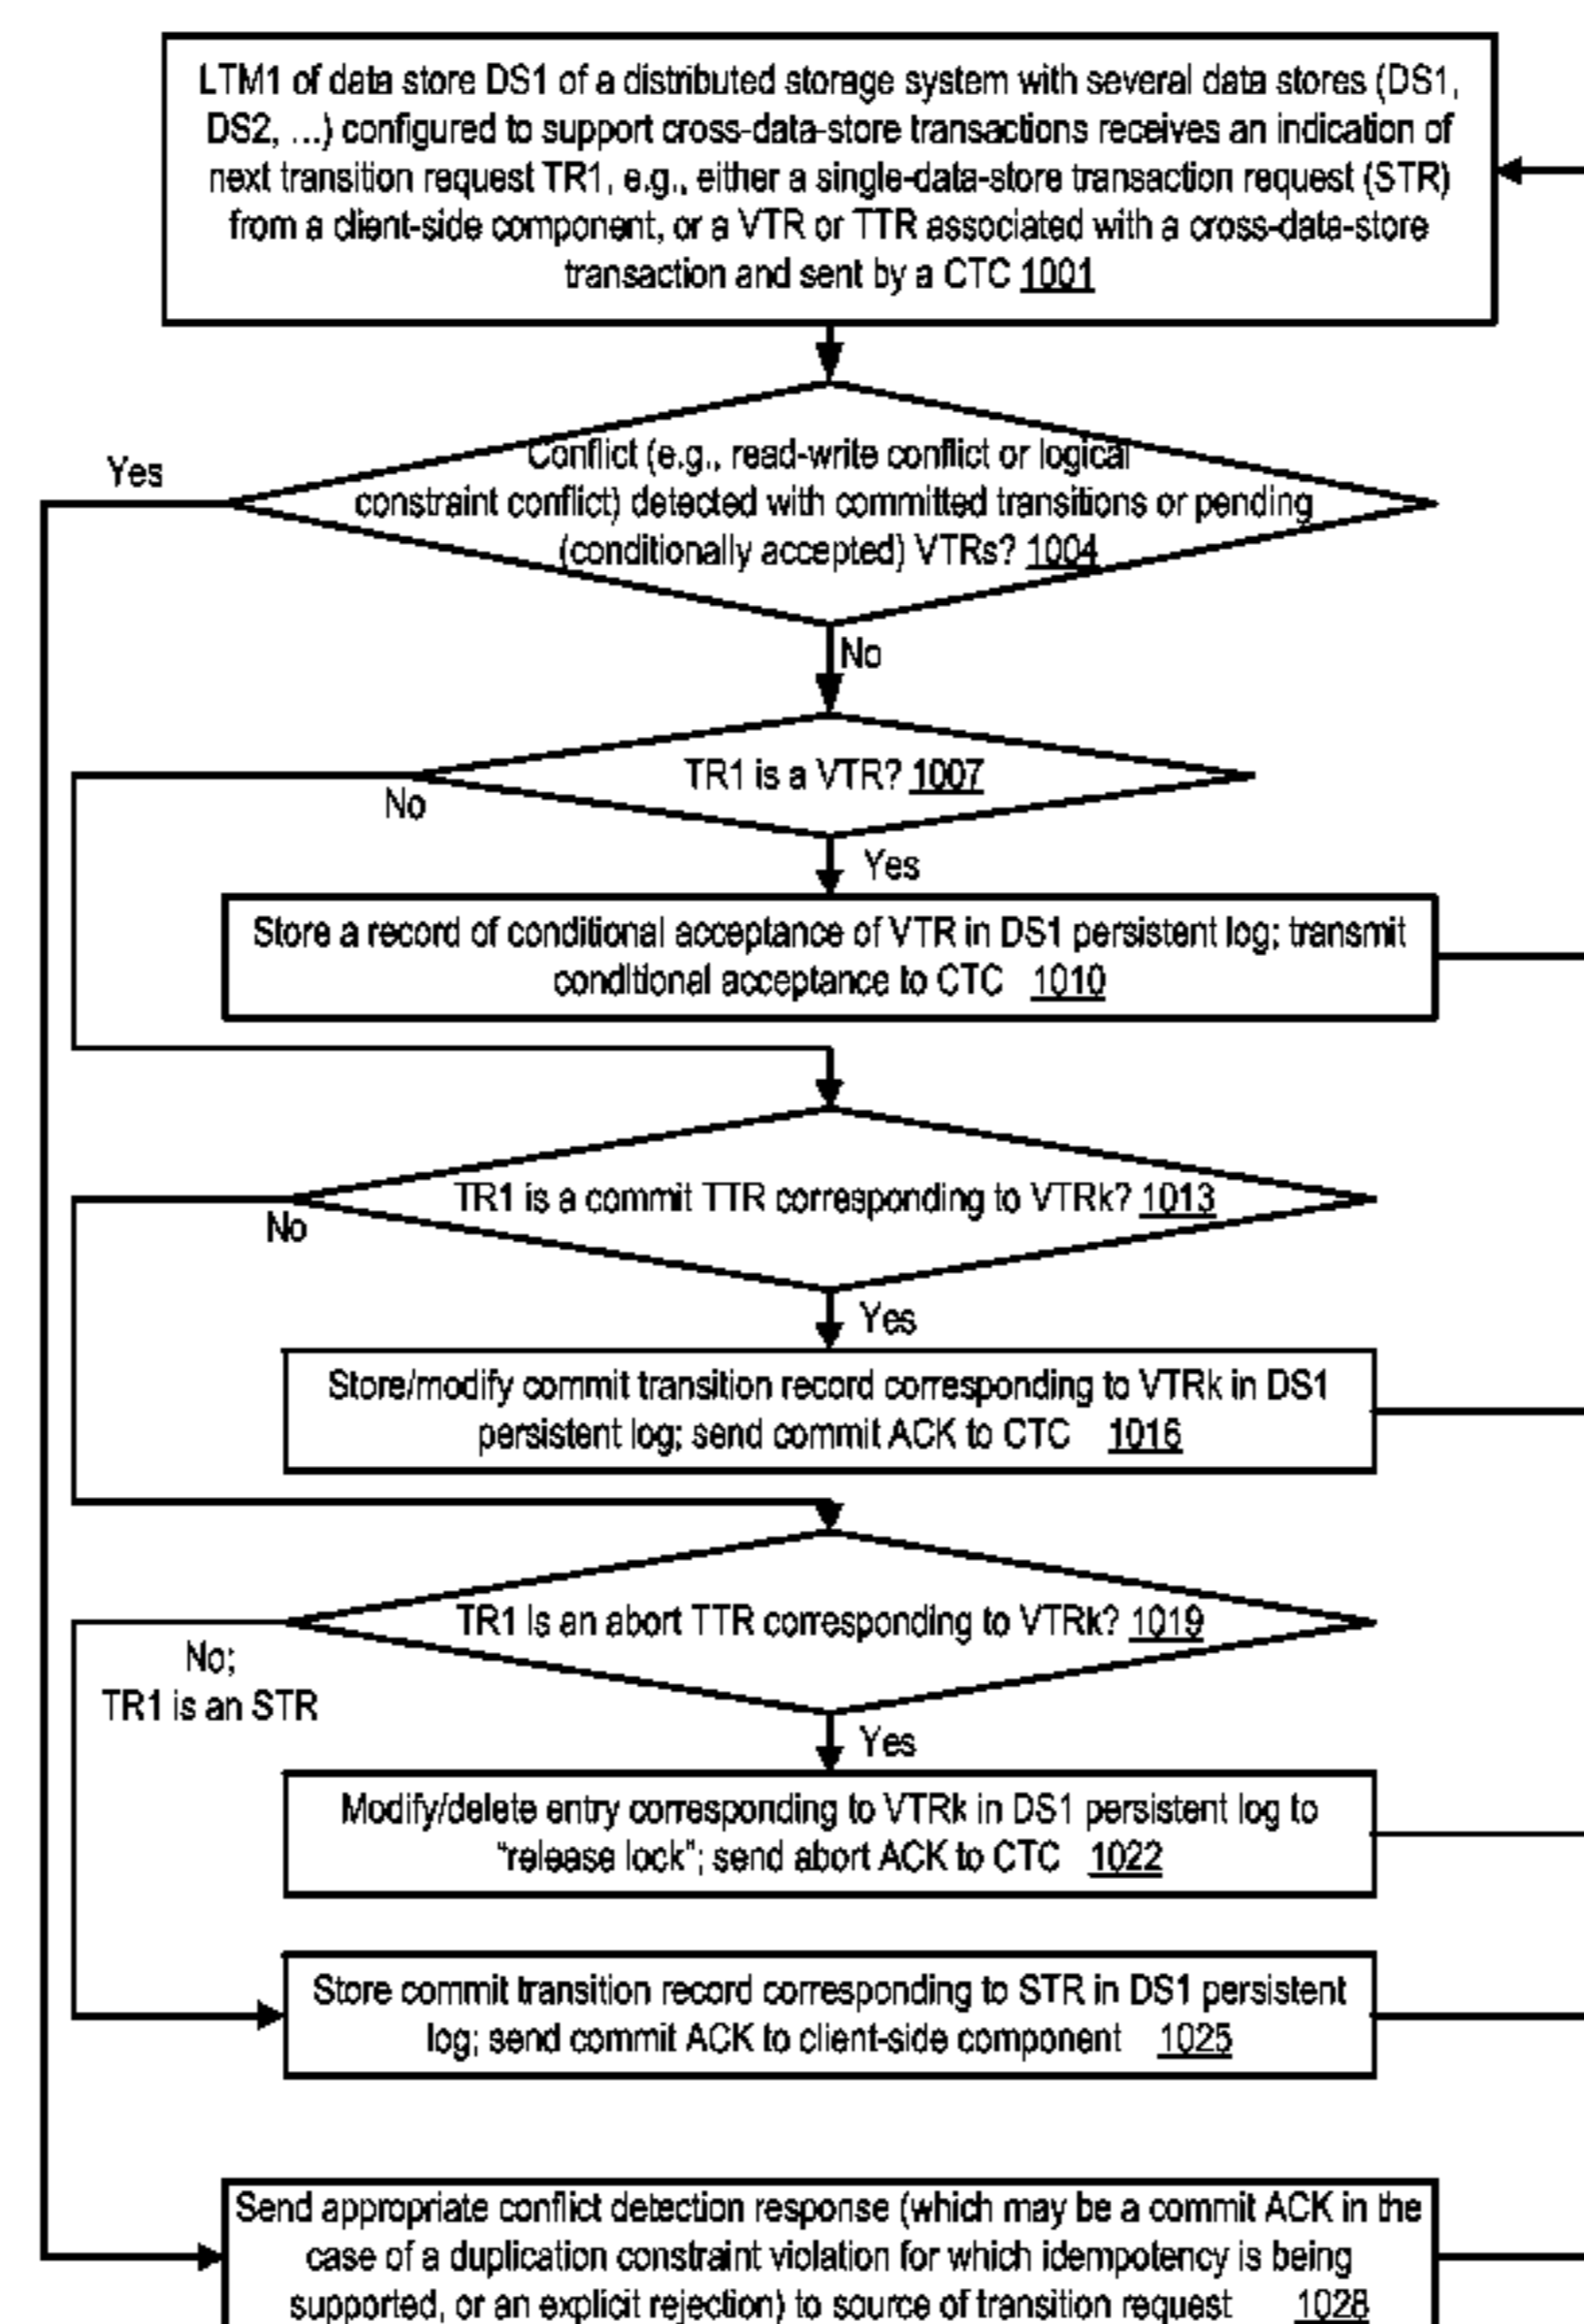 LTM1 of data store DS1 of a distributed storage system with several data stores (DS1,
DS2, ...) configured to support cross-data-store transactions receives an indication of
next transition request TR1, e.g., either a single-data-store transaction request (STR)
from a client-side component, or a VTR or TTR associated with a cross-data-store
transaction and sent by a CTC 1001
Yes
Conflict (e.g., read-write conflict or logical
constraint conflict) detected with committed transitions or pending
(conditionally accepted) VTRs? 1004
No
TR1 is a VTR? 1007
No
Yes
Store a record of conditional acceptance of VTR in DS1 persistent log; transmit
conditional acceptance to CTC 1010
TR1 is a commit TTR corresponding to VTRk? 1013
No
Yes
Store/modify commit transition record corresponding to VTRk in DS1
persistent log; send commit ACK to CTC 1016
TR1 is an abort TTR corresponding to VTRk? 1019
No;
TR1 is an STR
Yes
Modify/delete entry corresponding to VTRk in DS1 persistent log to
"release lock"; send abort ACK to CTC 1022
Store commit transition record corresponding to STR in DS1 persistent
log; send commit ACK to client-side component 1025
Send appropriate conflict detection response (which may be a commit ACK in the
case of a duplication constraint violation for which idempotency is being
supported, or an explicit rejection) to source of transition request 1028